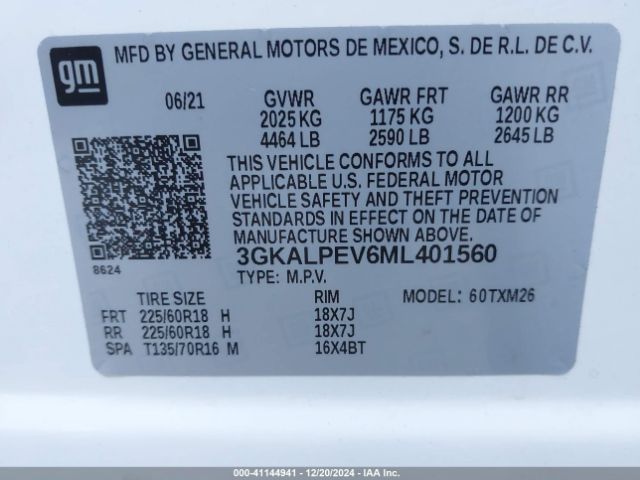 gm
MFD BY GENERAL MOTORS DE MEXICO, S. DE R.L. DE C.V.
06/21 GVWR GAWR FRT GAWR RR
2025 KG 1175 KG 1200 KG
4464 LB 2590 LB 2645 LB
THIS VEHICLE CONFORMS TO ALL
APPLICABLE U.S. FEDERAL MOTOR
VEHICLE SAFETY AND THEFT PREVENTION
STANDARDS IN EFFECT ON THE DATE OF
MANUFACTURE SHOWN ABOVE.
8624
3GKALPEV6ML401560
TYPE: M.P.V.
TIRE SIZE RIM MODEL: 60TXM26
FRT 225/60R18 H 18X7J
RR 225/60R18 H 18X7J
SPA T135/70R16 M 16X4BT
000-41144941 - 12/20/2024 - IAAI.COM